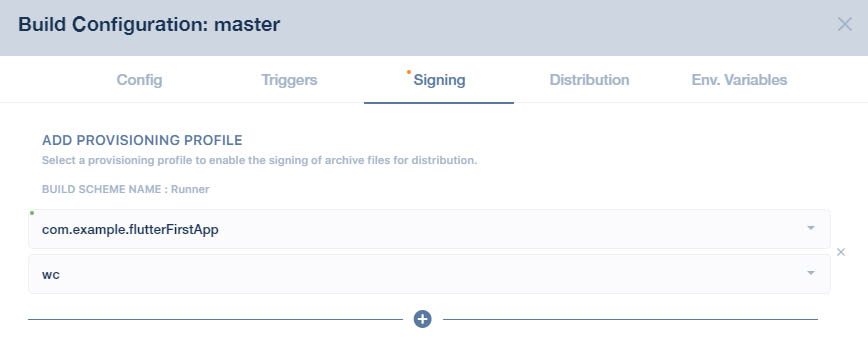 Build Configuration: master
Config
Triggers
Signing
Distribution
Env. Variables
ADD PROVISIONING PROFILE
Select a provisioning profile to enable the signing of archive files for distribution.
BUILD SCHEME NAME : Runner
com.example.flutterFirstApp
wc